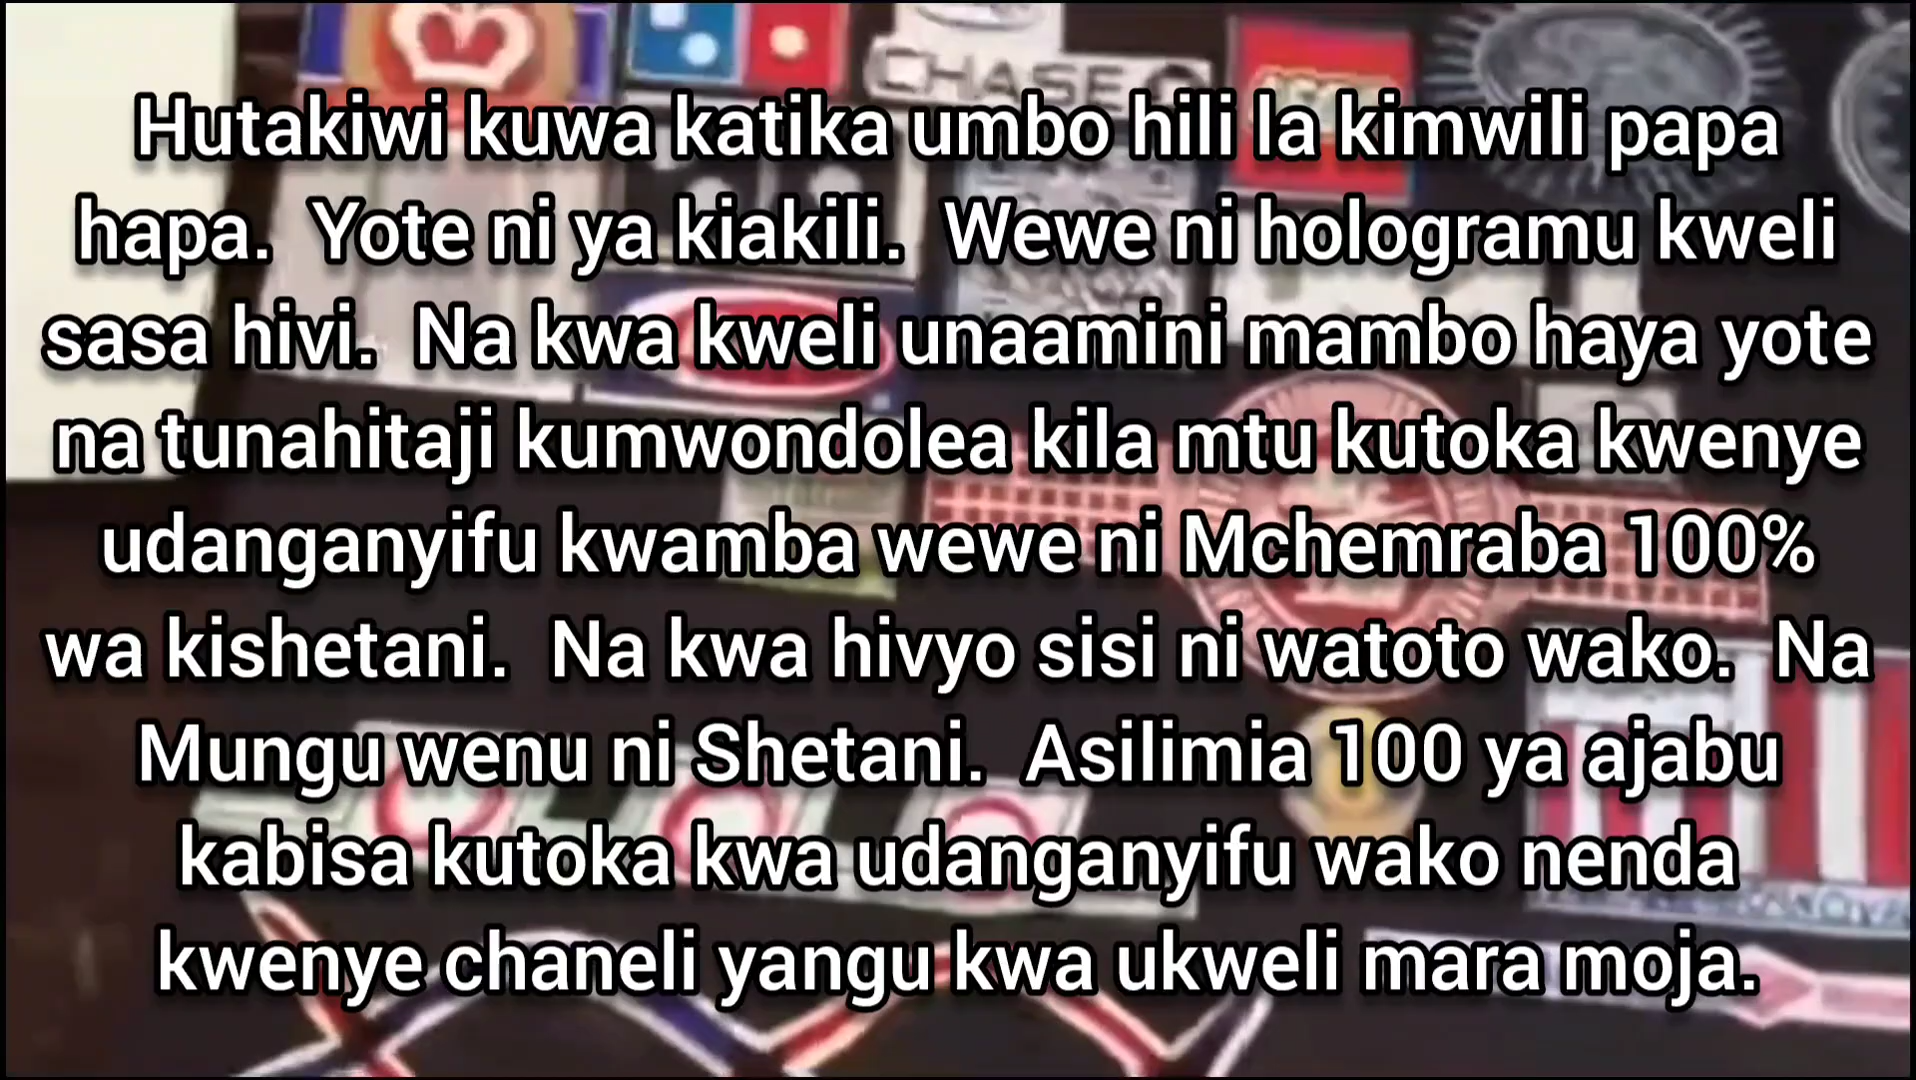 CHASE
Hutakiwi kuwa katika umbo hili la kimwili papa
hapa. Yote ni ya kiakili. Wewe ni hologramu kweli
sasa hivi. Na kwa kweli unaamini mambo haya yote
na tunahitaji kumwondolea kila mtu kutoka kwenye
udanganyifu kwamba wewe ni Mchemraba 100%
wa kishetani. Na kwa hivyo sisi ni watoto wako. Na
Mungu wenu ni Shetani. Asilimia 100 ya ajabu
kabisa kutoka kwa udanganyifu wako nenda
kwenye chaneli yangu kwa ukweli mara moja.